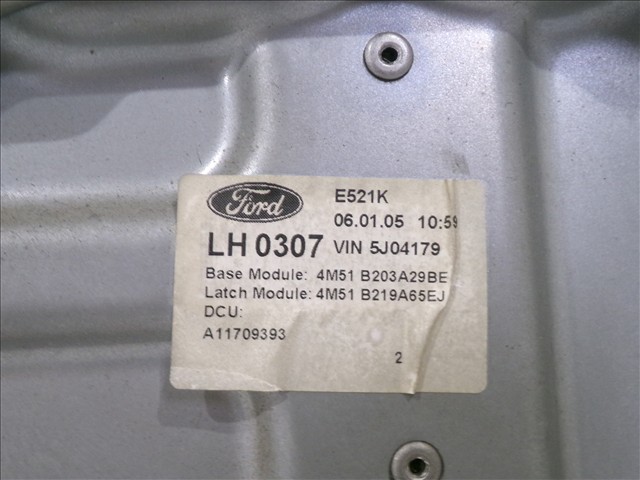 Ford
E521K
06.01.05 10:59
LH 0307 VIN 5J04179
Base Module: 4M51 B203A29BE
Latch Module: 4M51 B219A65EJ
DCU:
A11709393
2